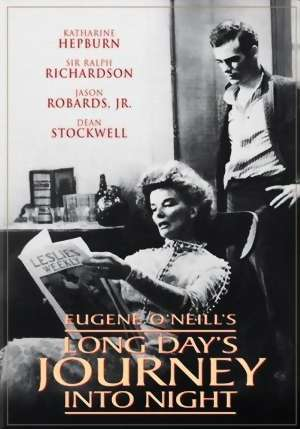 KATHARINE
HEPBURN
SIR RALPH
RICHARDSON
JASON
ROBARDS, JR.
DEAN
STOCKWELL
LESLIE'S
WEEKLY
EUGENE O'NEILL'S
LONG DAY'S
JOURNEY
INTO NIGHT